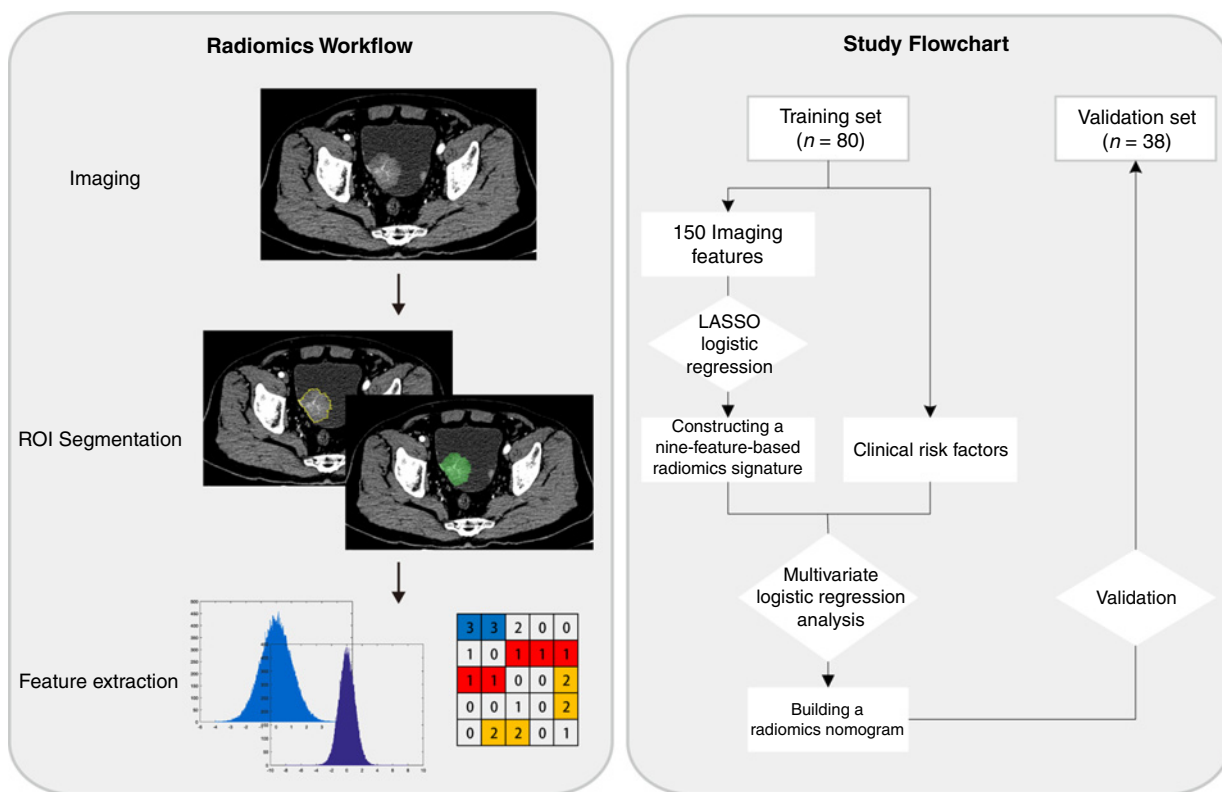 Radiomics Workflow
Imaging
ROI Segmentation
Feature extraction
3 3 2 0 0
1 0 1 1 1
1 1 0 0 2
0 0 1 0 2
0 2 2 0 1
Study Flowchart
Training set
(n = 80)
Validation set
(n = 38)
150 Imaging
features
LASSO
logistic
regression
Constructing a
nine-feature-based
radiomics signature
Clinical risk factors
Multivariate
logistic regression
analysis
Validation
Building a
radiomics nomogram